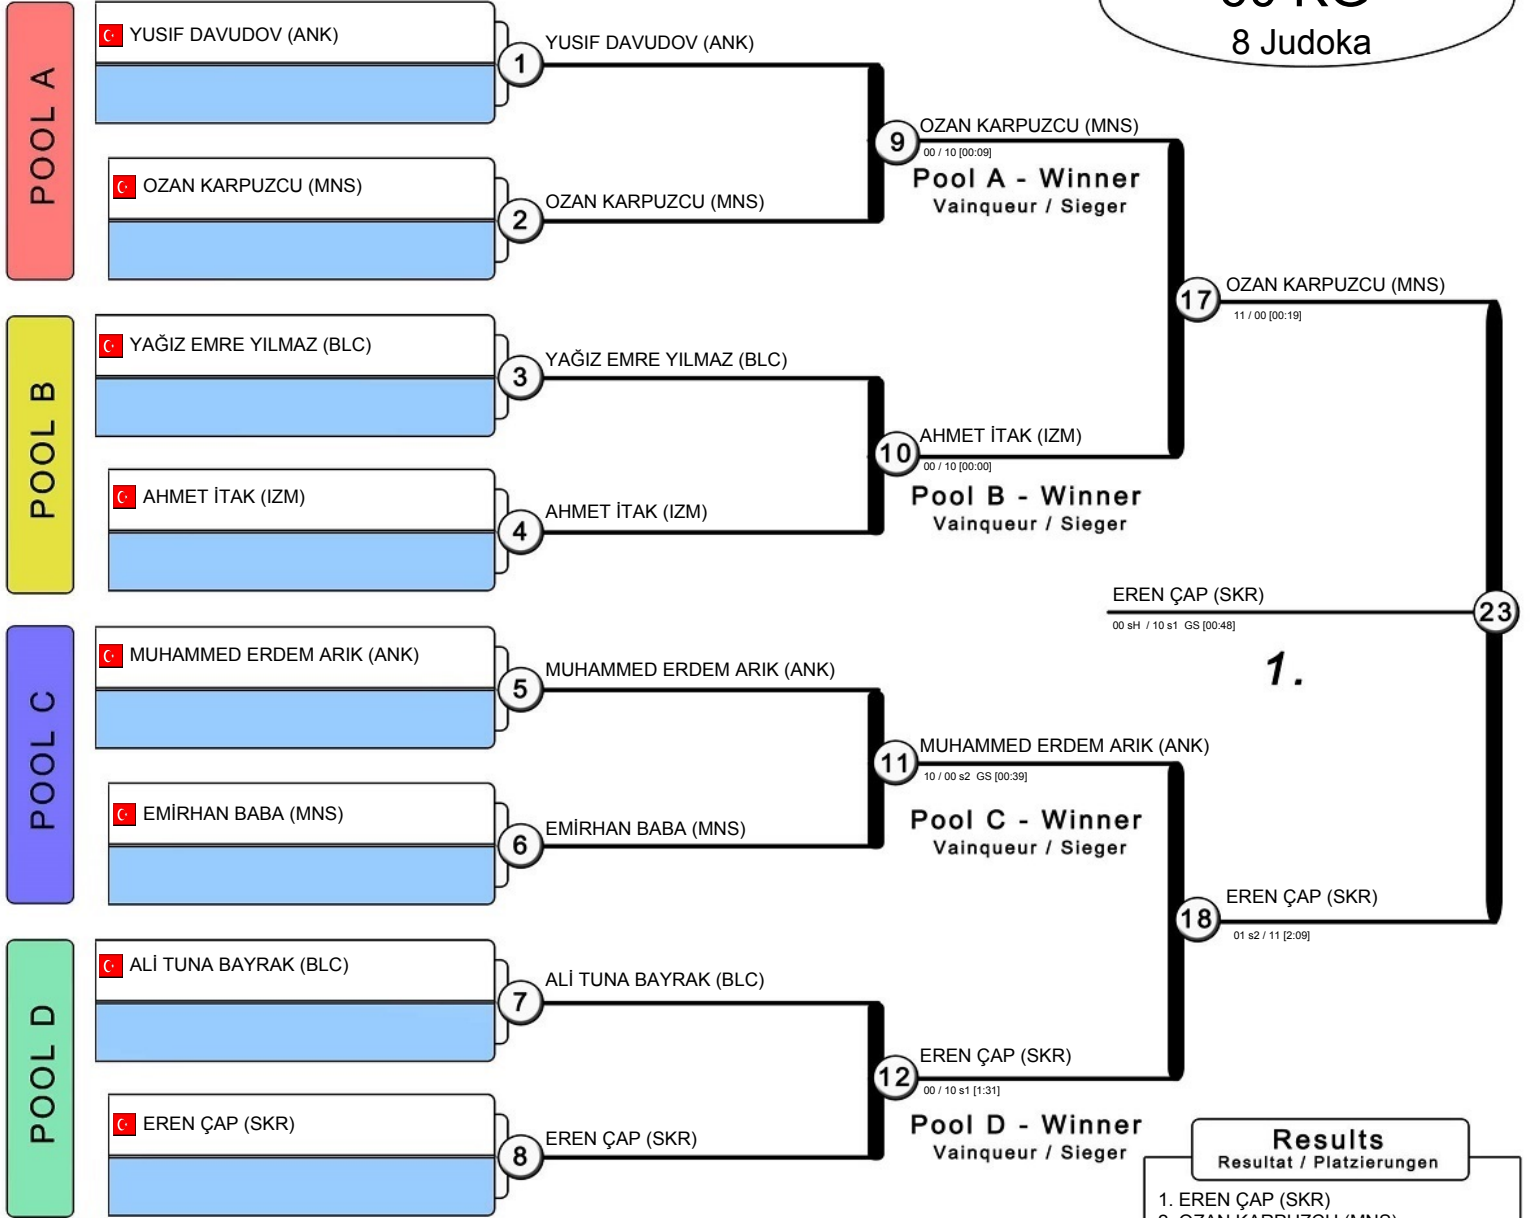 8 Judoka
POOL A
YUSIF DAVUDOV (ANK)
1
YUSIF DAVUDOV (ANK)
OZAN KARPUZCU (MNS)
2
OZAN KARPUZCU (MNS)
9
OZAN KARPUZCU (MNS)
00 / 10 [00:09]
Pool A - Winner
Vainqueur / Sieger
POOL B
YAĞIZ EMRE YILMAZ (BLC)
3
YAĞIZ EMRE YILMAZ (BLC)
AHMET İTAK (IZM)
4
AHMET İTAK (IZM)
10
AHMET İTAK (IZM)
00 / 10 [00:00]
Pool B - Winner
Vainqueur / Sieger
17
OZAN KARPUZCU (MNS)
11 / 00 [00:19]
POOL C
MUHAMMED ERDEM ARIK (ANK)
5
MUHAMMED ERDEM ARIK (ANK)
EMİRHAN BABA (MNS)
6
EMİRHAN BABA (MNS)
11
MUHAMMED ERDEM ARIK (ANK)
10 / 00 s2 GS [00:39]
Pool C - Winner
Vainqueur / Sieger
POOL D
ALİ TUNA BAYRAK (BLC)
7
ALİ TUNA BAYRAK (BLC)
EREN ÇAP (SKR)
8
EREN ÇAP (SKR)
12
EREN ÇAP (SKR)
00 / 10 s1 [1:31]
Pool D - Winner
Vainqueur / Sieger
18
EREN ÇAP (SKR)
01 s2 / 11 [2:09]
EREN ÇAP (SKR)
23
00 sH / 10 s1 GS [00:48]
1.
Results
Resultat / Platzierungen
1. EREN ÇAP (SKR)
2. OZAN KARPUZCU (MNS)